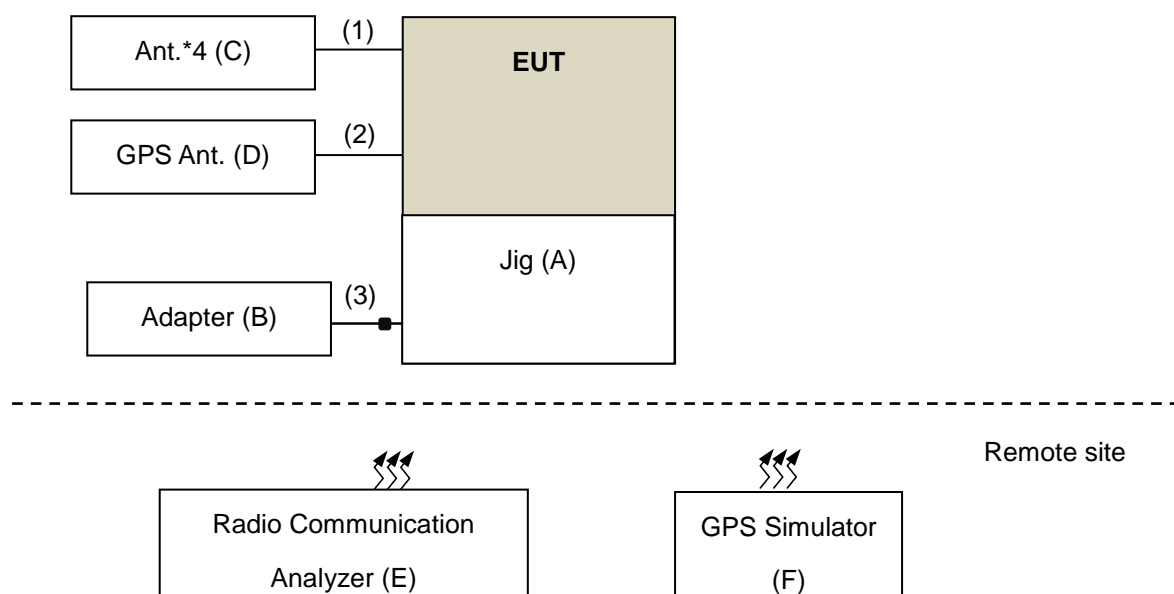 Ant.*4 (C)
(1)
EUT
GPS Ant. (D)
(2)
Jig (A)
Adapter (B)
(3)
Remote site
Radio Communication
Analyzer (E)
GPS Simulator
(F)